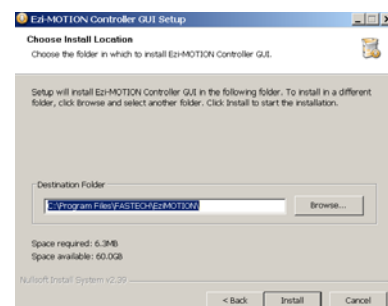 Ezi-MOTION Controller GUI Setup
Choose Install Location
Choose the folder in which to install Ezi-MOTION Controller GUI.
Setup will install Ezi-MOTION Controller GUI in the following folder. To install in a different
folder, click Browse and select another folder. Click Install to start the installation.
Destination Folder
C:\Program Files\FASTECH\EziMOTION\
Browse...
Space required: 6.3MB
Space available: 60.0GB
Nullsoft Install System v2.39
< Back
Install
Cancel